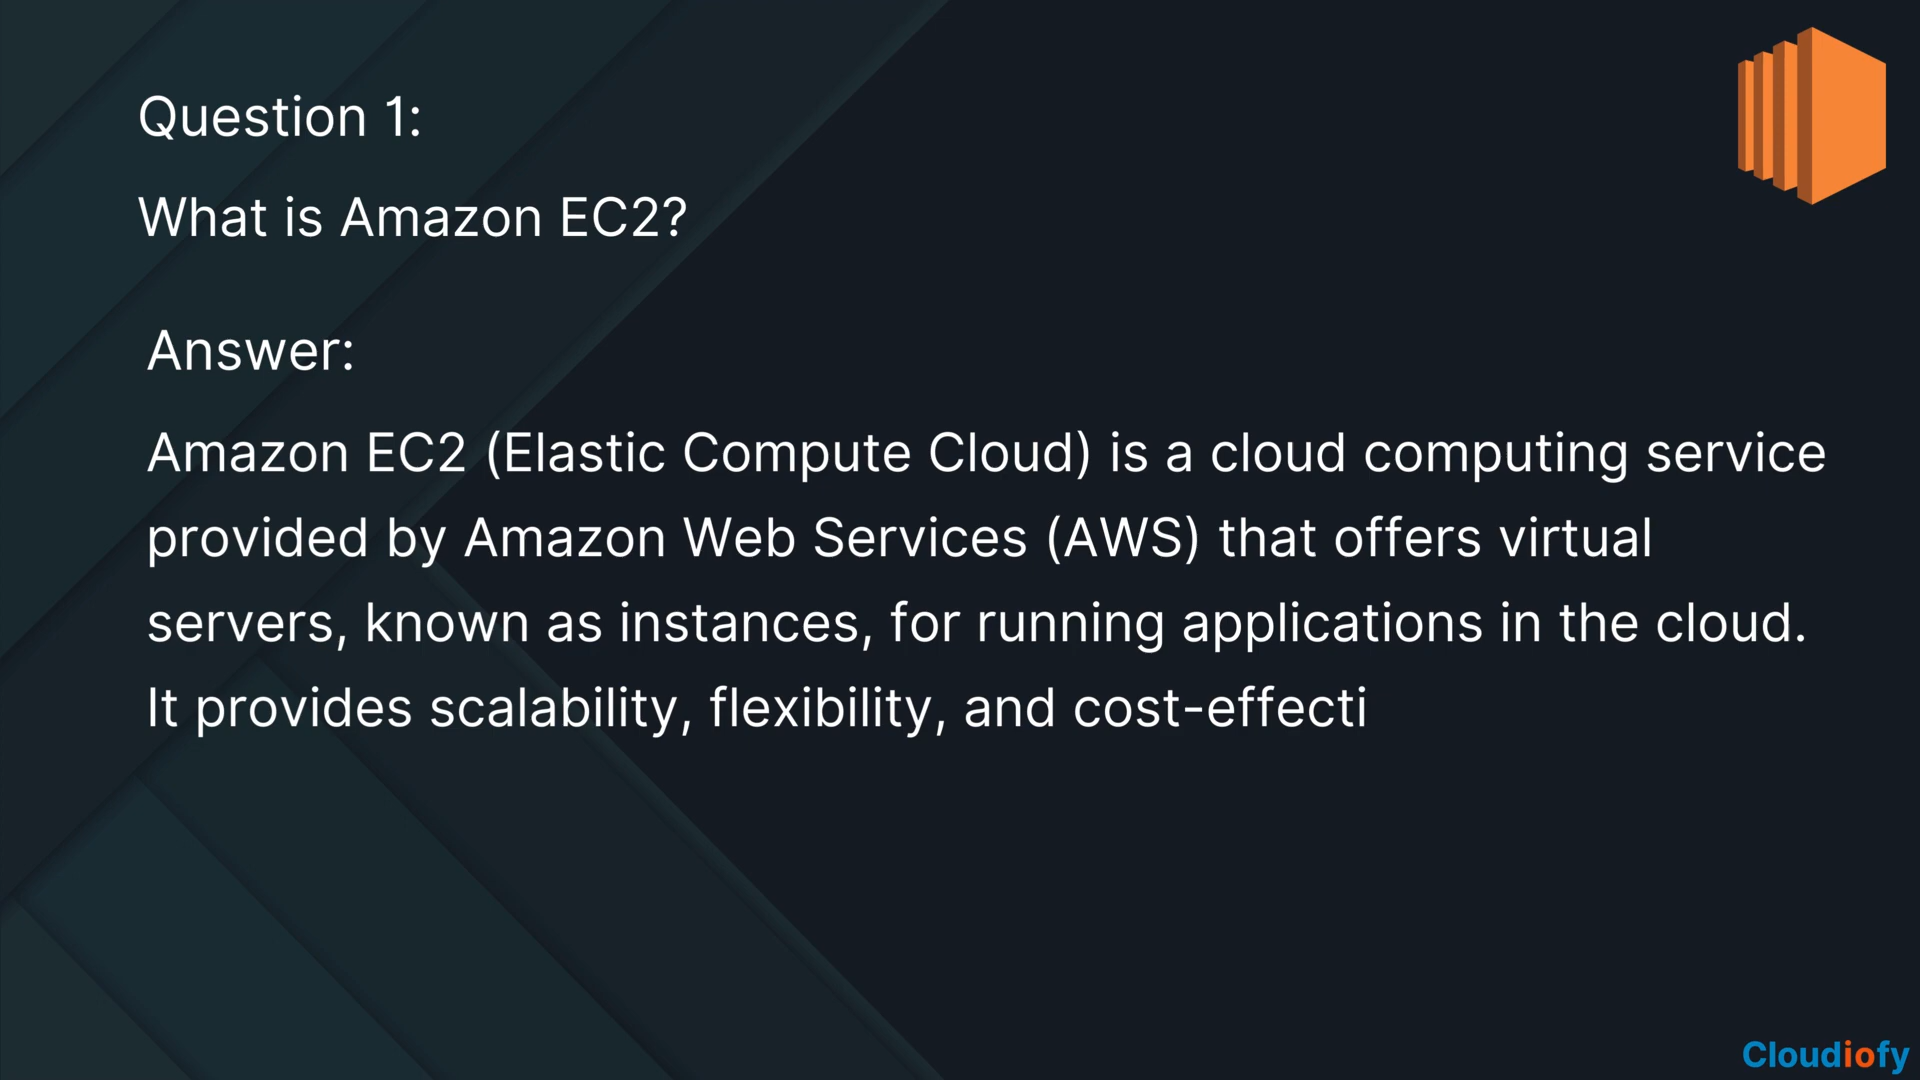 Question 1:
What is Amazon EC2?
Answer:
Amazon EC2 (Elastic Compute Cloud) is a cloud computing service
provided by Amazon Web Services (AWS) that offers virtual
servers, known as instances, for running applications in the cloud.
It provides scalability, flexibility, and cost-effecti
Cloudiofy